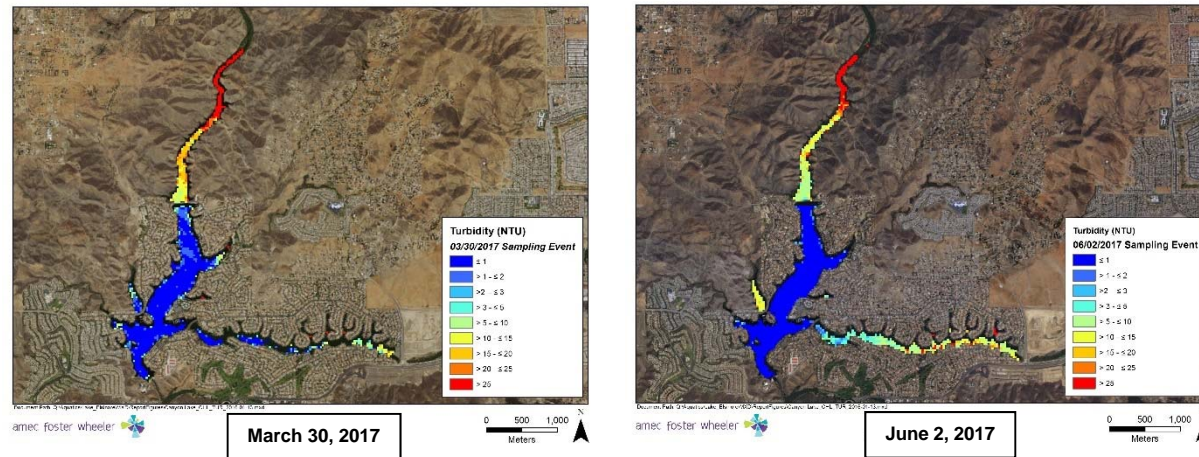 Turbidity (NTU)
03/30/2017 Sampling Event
≤ 1
> 1 - ≤ 2
>2 - ≤ 3
> 3 - ≤ 5
> 5 - ≤ 10
> 10 - ≤ 15
> 15 - ≤ 20
> 20 ≤ 25
> 25
amec foster wheeler
March 30, 2017
0 500 1,000
Meters
N
Turbidity (NTU)
06/02/2017 Sampling Event
≤ 1
> 1 - ≤ 2
>2 ≤ 3
> 3 - ≤ 5
> 5 - ≤ 10
> 10 - ≤ 15
> 15 - ≤ 20
> 20 ≤ 25
> 25
amec foster wheeler
June 2, 2017
0 500 1,000
Meters